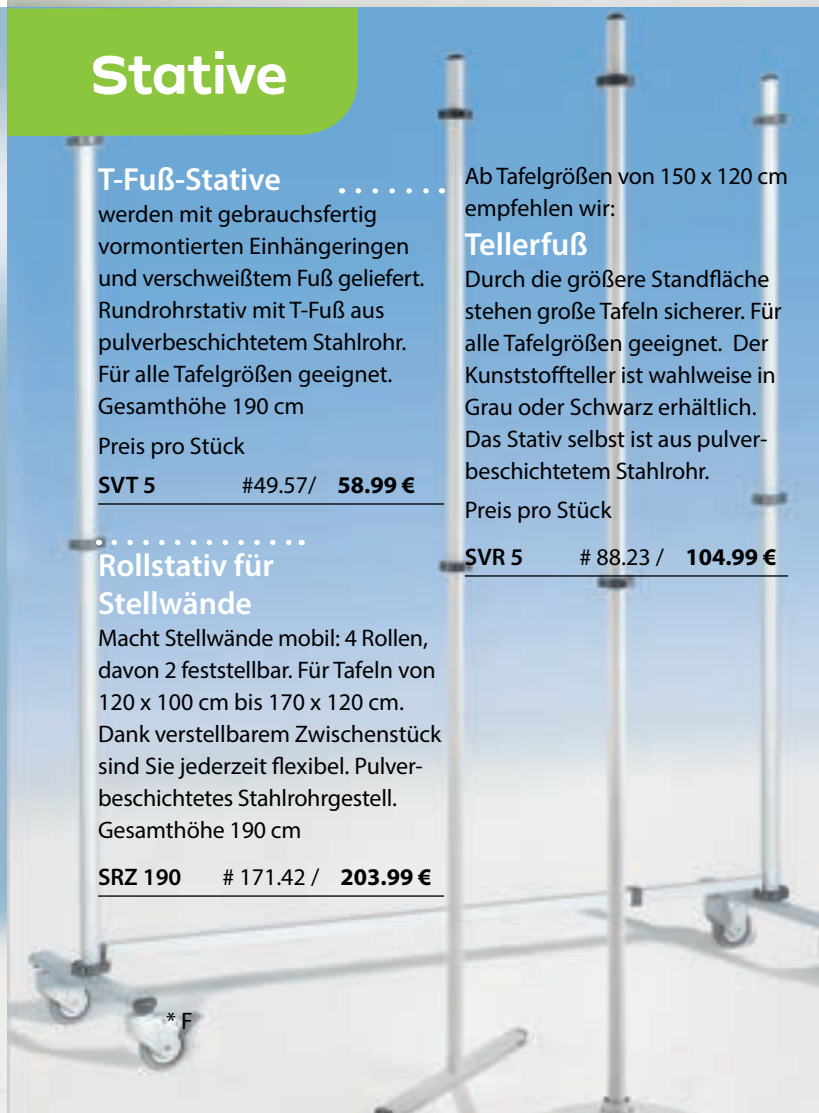 Stative
T-Fuß-Stative
werden mit gebrauchsfertig
vormontierten Einhängeringen
und verschweißtem Fuß geliefert.
Rundrohrstativ mit T-Fuß aus
pulverbeschichtetem Stahlrohr.
Für alle Tafelgrößen geeignet.
Gesamthöhe 190 cm
Preis pro Stück
SVT 5 #49.57/ 58.99 €
Rollstativ für
Stellwände
Macht Stellwände mobil: 4 Rollen,
davon 2 feststellbar. Für Tafeln von
120 x 100 cm bis 170 x 120 cm.
Dank verstellbarem Zwischenstück
sind Sie jederzeit flexibel. Pulver-
beschichtetes Stahlrohrgestell.
Gesamthöhe 190 cm
SRZ 190 # 171.42 / 203.99 €
* F
Ab Tafelgrößen von 150 x 120 cm
empfehlen wir:
Tellerfuß
Durch die größere Standfläche
stehen große Tafeln sicherer. Für
alle Tafelgrößen geeignet. Der
Kunststoffteller ist wahlweise in
Grau oder Schwarz erhältlich.
Das Stativ selbst ist aus pulver-
beschichtetem Stahlrohr.
Preis pro Stück
SVR 5 # 88.23 / 104.99 €